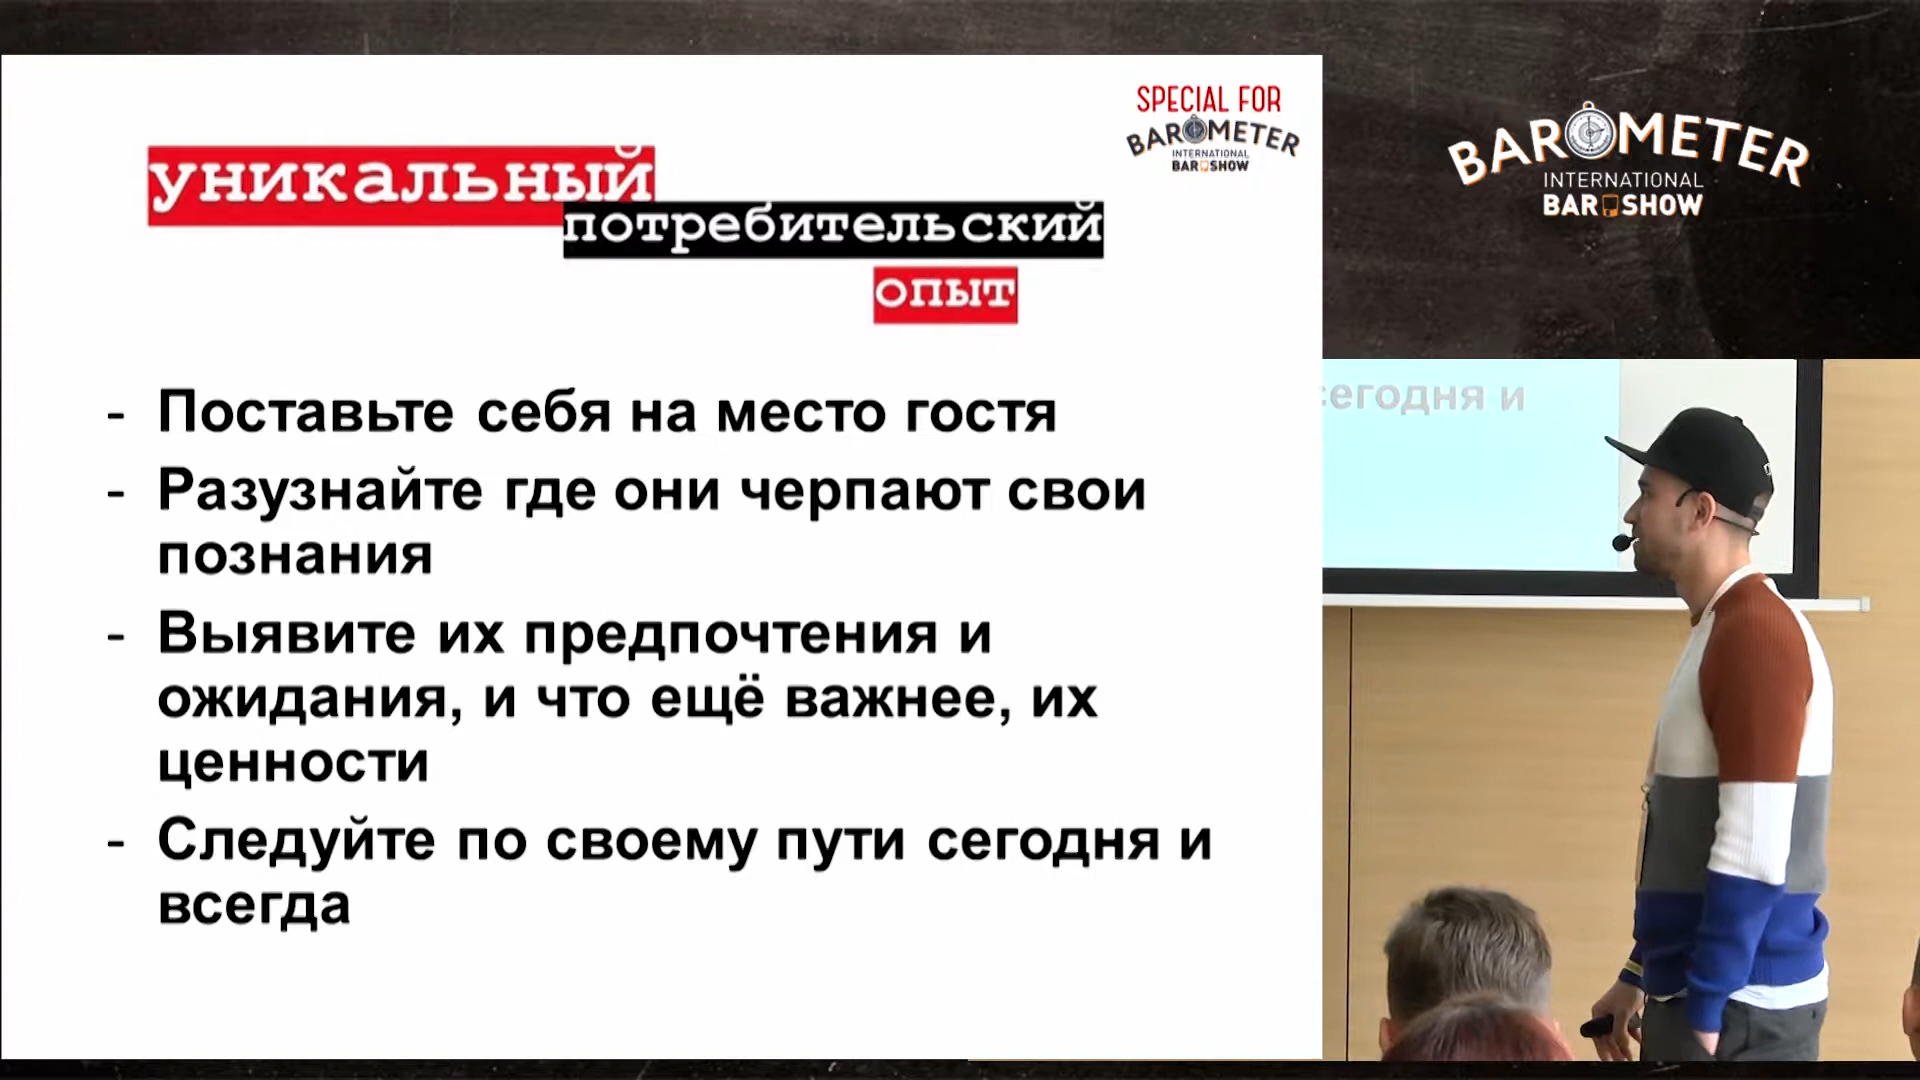 уникальный
потребительский
опыт
SPECIAL FOR
BAROMETER
INTERNATIONAL
BAR SHOW
- Поставьте себя на место гостя
- Разузнайте где они черпают свои
познания
- Выявите их предпочтения и
ожидания, и что ещё важнее, их
ценности
- Следуйте по своему пути сегодня и
всегда
BAROMETER
INTERNATIONAL
BAR SHOW
сегодня и